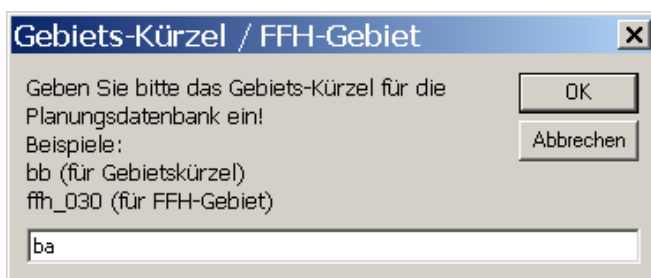 Gebiets-Kürzel / FFH-Gebiet
Geben Sie bitte das Gebiets-Kürzel für die
Planungsdatenbank ein!
Beispiele:
bb (für Gebietskürzel)
ffh_030 (für FFH-Gebiet)
OK
Abbrechen
ba